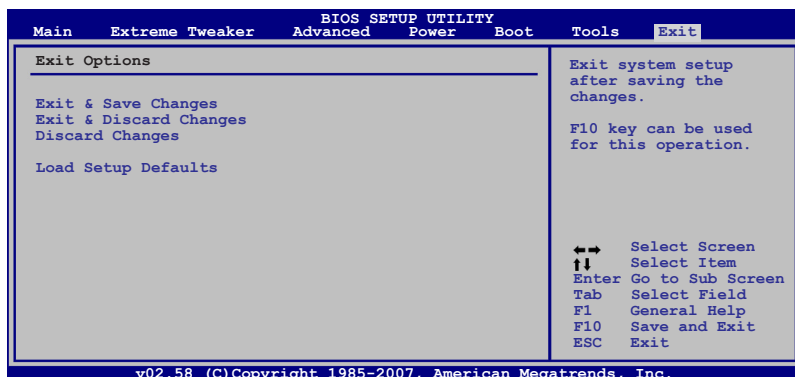 BIOS SETUP UTILITY
Main Extreme Tweaker Advanced Power Boot Tools Exit
Exit Options
Exit & Save Changes
Exit & Discard Changes
Discard Changes
Load Setup Defaults
Exit system setup
after saving the
changes.
F10 key can be used
for this operation.
←→ Select Screen
↑↓ Select Item
Enter Go to Sub Screen
Tab Select Field
F1 General Help
F10 Save and Exit
ESC Exit
v02.58 (C)Copyright 1985-2007, American Megatrends, Inc.